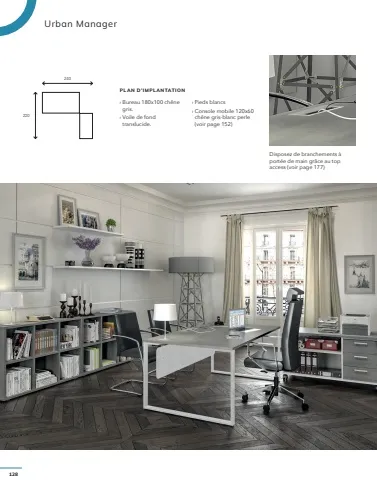 Urban Manager
240
200
PLAN D'IMPLANTATION
› Bureau 180x100 chêne
gris.
› Voile de fond
translucide.
› Pieds blancs
› Console mobile 120x60
chêne gris-blanc perle
(voir page 152)
Disposez de branchements à
portée de main grâce au top
access (voir page 177)
138